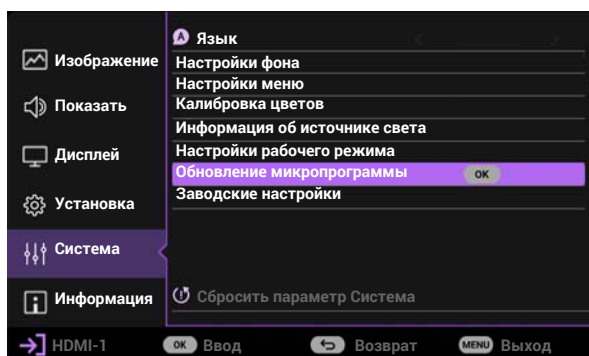 Изображение
Показать
Дисплей
Установка
Система
Информация
A Язык
Настройки фона
Настройки меню
Калибровка цветов
Информация об источнике света
Настройки рабочего режима
Обновление микропрограммы OK
Заводские настройки
Сбросить параметр Система
HDMI-1 OK Ввод Возврат MENU Выход